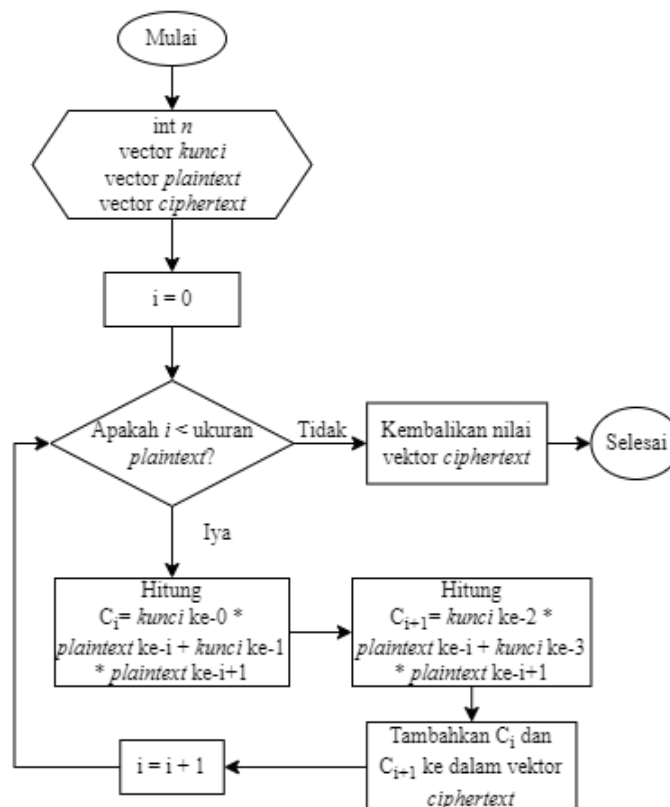 Mulai
int n
vector kunci
vector plaintext
vector ciphertext
i = 0
Apakah i < ukuran
plaintext?
Tidak
Kembalikan nilai
vektor ciphertext
Selesai
Iya
Hitung
Cᵢ= kunci ke-0 *
plaintext ke-i + kunci ke-1
* plaintext ke-i+1
Hitung
Cᵢ₊₁= kunci ke-2 *
plaintext ke-i + kunci ke-3
* plaintext ke-i+1
Tambahkan Cᵢ dan
Cᵢ₊₁ ke dalam vektor
ciphertext
i = i + 1